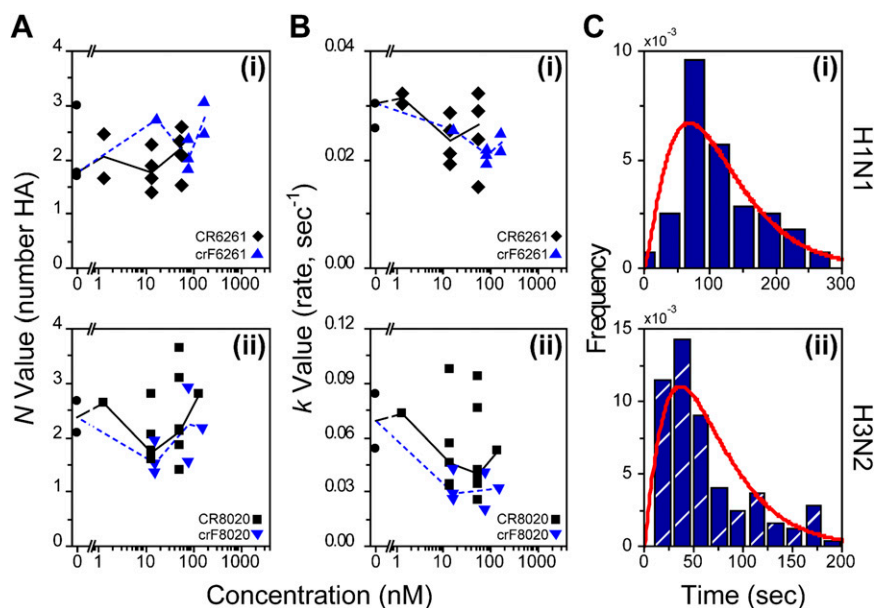 A
B
C
(i)
(i)
×10⁻³
(i)
N Value (number HA)
4
3
2
1
0
CR6261
crF6261
0 1 10 100 1000
k Value (rate, sec⁻¹)
0.04
0.02
0.00
CR6261
crF6261
0 1 10 100 1000
10
5
0
0 100 200 300
H1N1
Frequency
(ii)
(ii)
×10⁻³
(ii)
4
3
2
1
0
CR8020
crF8020
0 1 10 100 1000
0.12
0.09
0.06
0.03
0.00
CR8020
crF8020
0 1 10 100 1000
15
10
5
0
0 50 100 150 200
H3N2
Concentration (nM)
Time (sec)